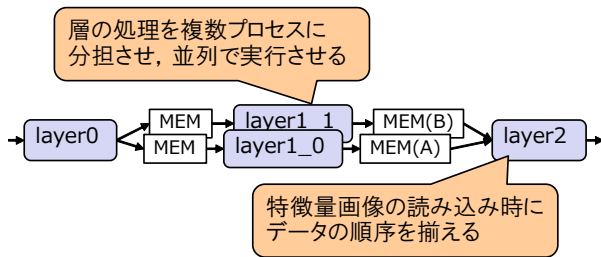 層の処理を複数プロセスに
分担させ，並列で実行させる
MEM
layer1_1
MEM(B)
layer0
layer2
MEM
layer1_0
MEM(A)
特徴量画像の読み込み時に
データの順序を揃える